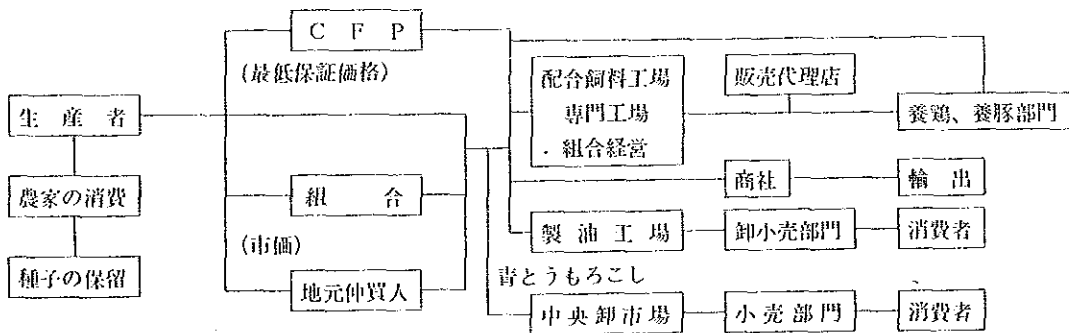 C F P
(最低保証価格)
配合飼料工場
専門工場
組合経営
販売代理店
生産者
養鶏、養豚部門
農家の消費
組合
商社
輸出
製油工場
卸小売部門
消費者
(市価)
種子の保留
地元仲買人
青とうもろこし
中央卸市場
小売部門
消費者